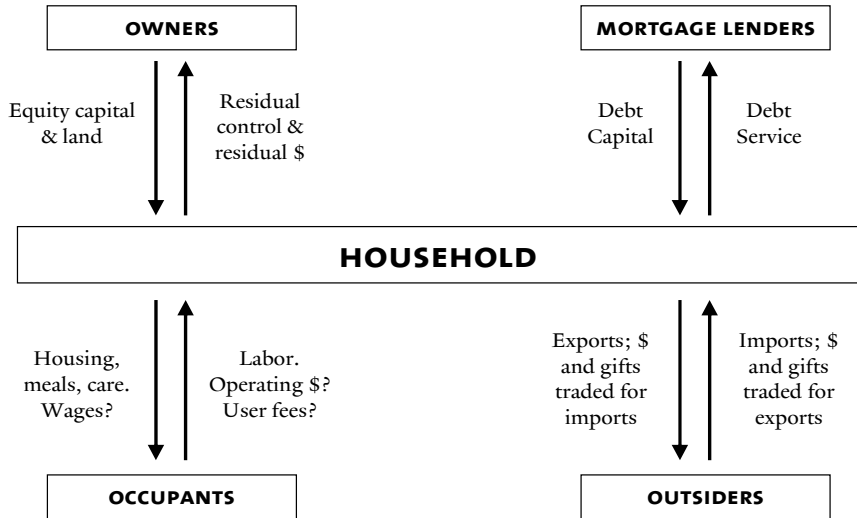 OWNERS
MORTGAGE LENDERS
Equity capital
& land
Residual
control &
residual $
Debt
Capital
Debt
Service
HOUSEHOLD
Housing,
meals, care.
Wages?
Labor.
Operating $?
User fees?
Exports; $
and gifts
traded for
imports
Imports; $
and gifts
traded for
exports
OCCUPANTS
OUTSIDERS